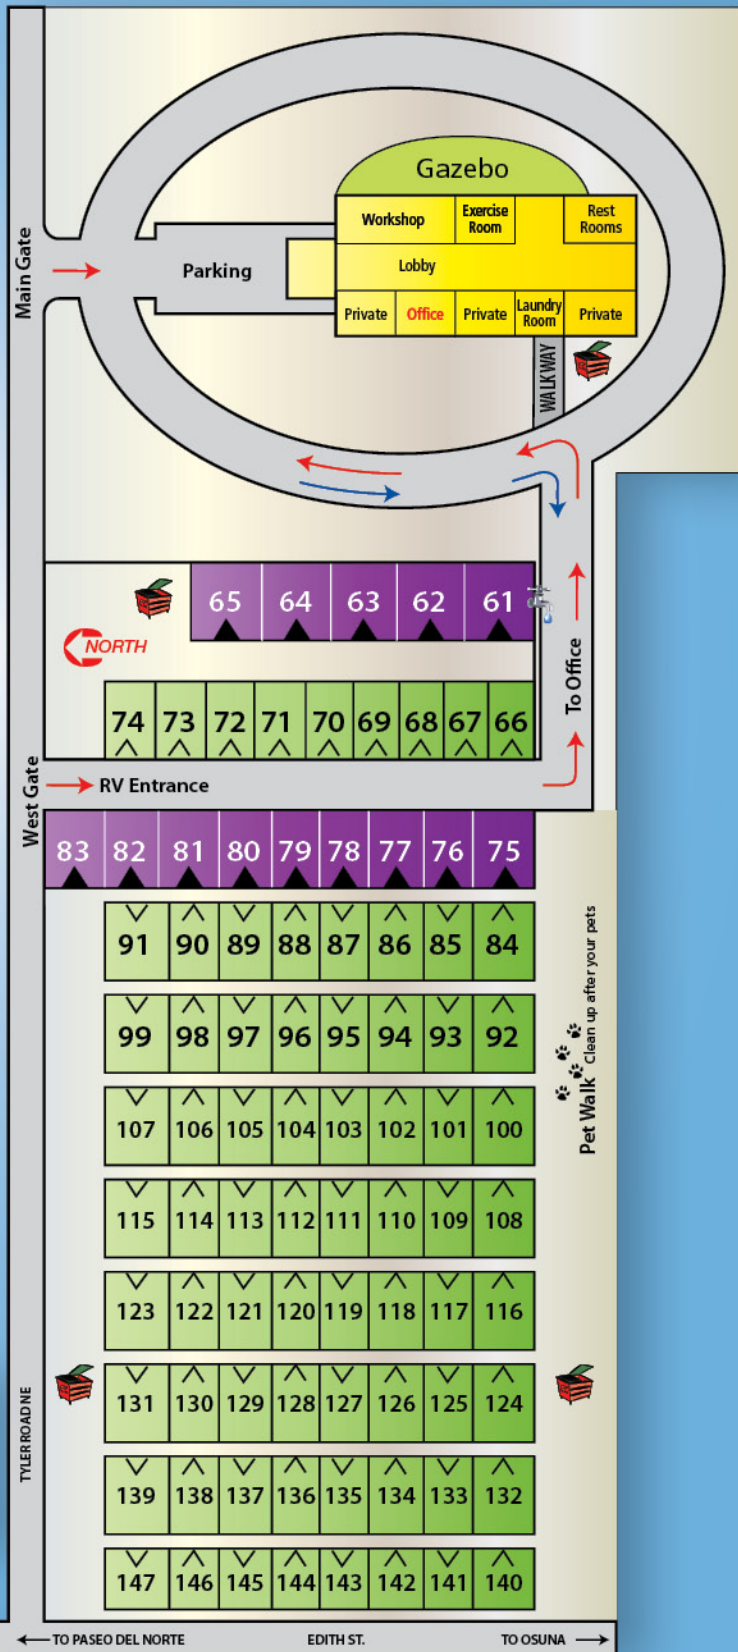 Gazebo
Workshop
Exercise
Room
Rest
Rooms
Main Gate
Parking
Lobby
Private
Office
Private
Laundry
Room
Private
WALKWAY
65 64 63 62 61
NORTH
To Office
74 73 72 71 70 69 68 67 66
West Gate
RV Entrance
83 82 81 80 79 78 77 76 75
91 90 89 88 87 86 85 84
99 98 97 96 95 94 93 92
Pet Walk Clean up after your pets
107 106 105 104 103 102 101 100
115 114 113 112 111 110 109 108
123 122 121 120 119 118 117 116
131 130 129 128 127 126 125 124
TYLER ROAD NE
139 138 137 136 135 134 133 132
147 146 145 144 143 142 141 140
TO PASEO DEL NORTE EDITH ST. TO OSUNA